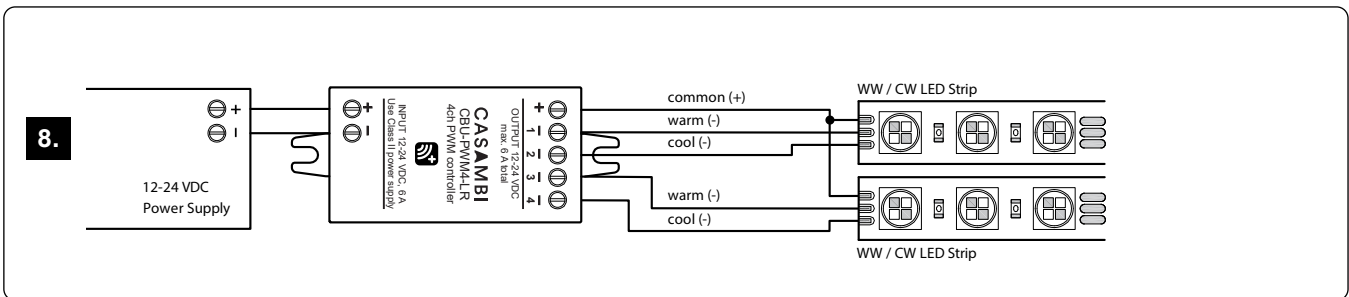 8.
+
-
12-24 VDC
Power Supply
+
-
INPUT 12-24 VDC, 6 A
Use Class II power supply
CASAMBI
CBU-PWM4-LR
4ch PWM controller
OUTPUT 12-24 VDC
max. 6 A total
+
1 -
2 -
3 -
4 -
common (+)
warm (-)
cool (-)
warm (-)
cool (-)
WW / CW LED Strip
WW / CW LED Strip